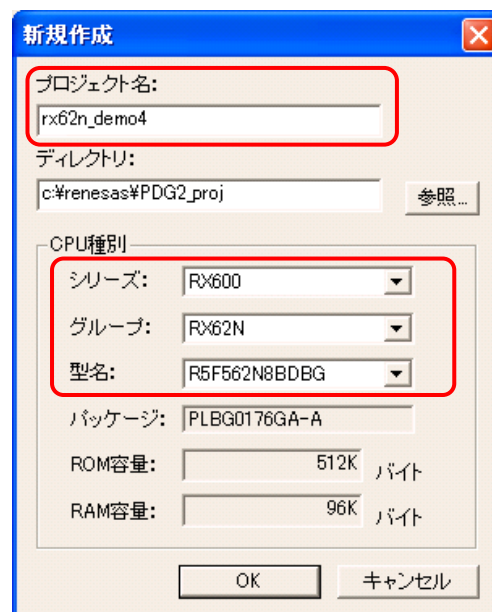 新規作成
プロジェクト名:
rx62n_demo4
ディレクトリ:
c:¥renesas¥PDG2_proj
参照...
CPU種別
シリーズ: RX600
グループ: RX62N
型名: R5F562N8BDBG
パッケージ: PLBG0176GA-A
ROM容量: 512K バイト
RAM容量: 96K バイト
OK キャンセル